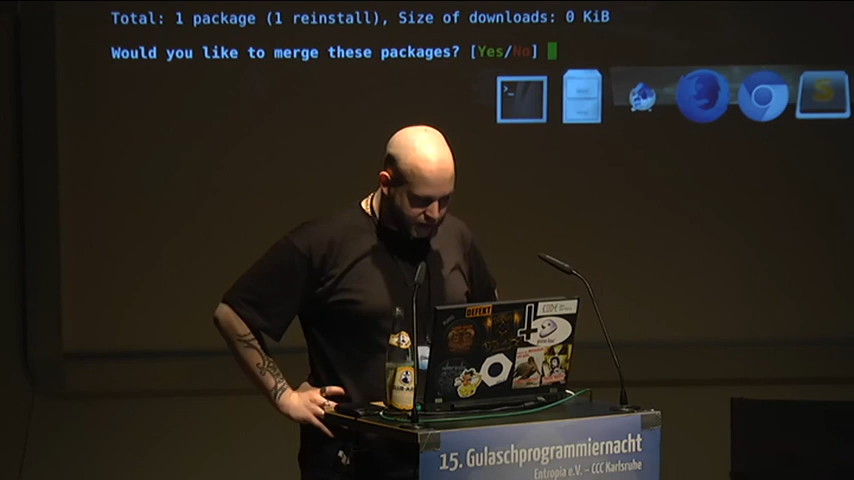 Total: 1 package (1 reinstall), Size of downloads: 0 KiB
Would you like to merge these packages? [Yes/No]
>_
S
DEFEKT
CODE
15. Gulaschprogrammiernacht
Entropia e.V. – CCC Karlsruhe